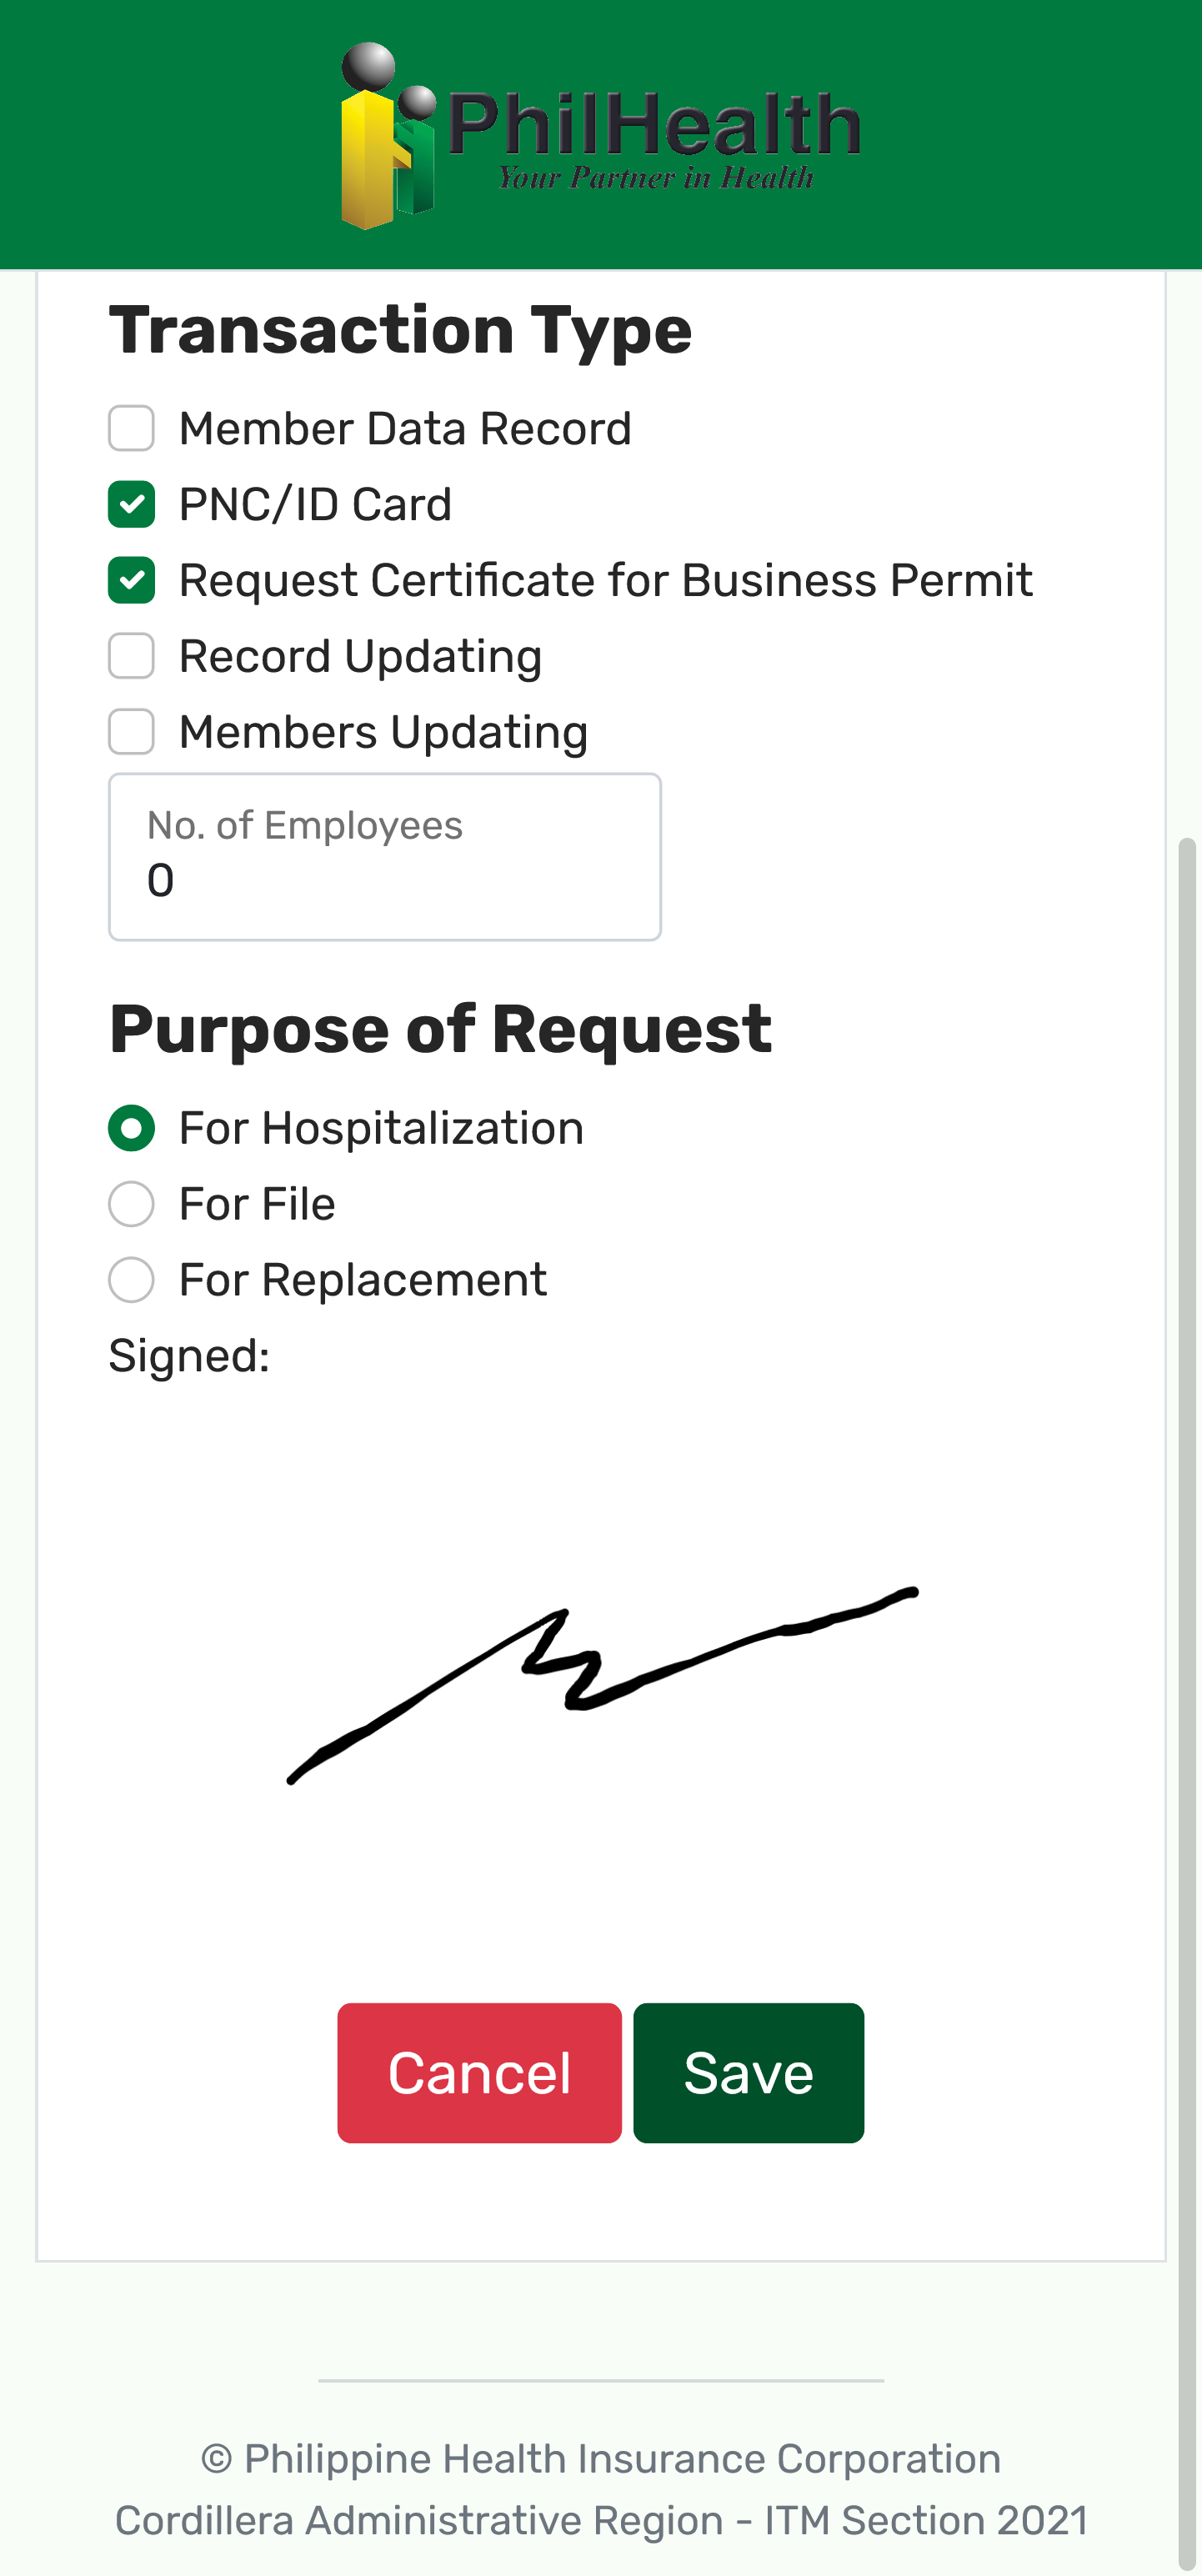 PhilHealth
Your Partner in Health
Transaction Type
Member Data Record
PNC/ID Card
Request Certificate for Business Permit
Record Updating
Members Updating
No. of Employees
0
Purpose of Request
For Hospitalization
For File
For Replacement
Signed:
Cancel Save
© Philippine Health Insurance Corporation
Cordillera Administrative Region - ITM Section 2021